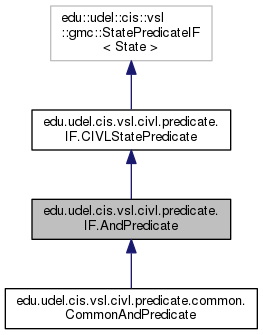 edu::udel::cis::vsl
::gmc::StatePredicateIF
< State >
edu.udel.cis.vsl.civl.predicate.
IF.CIVLStatePredicate
edu.udel.cis.vsl.civl.predicate.
IF.AndPredicate
edu.udel.cis.vsl.civl.predicate.common.
CommonAndPredicate